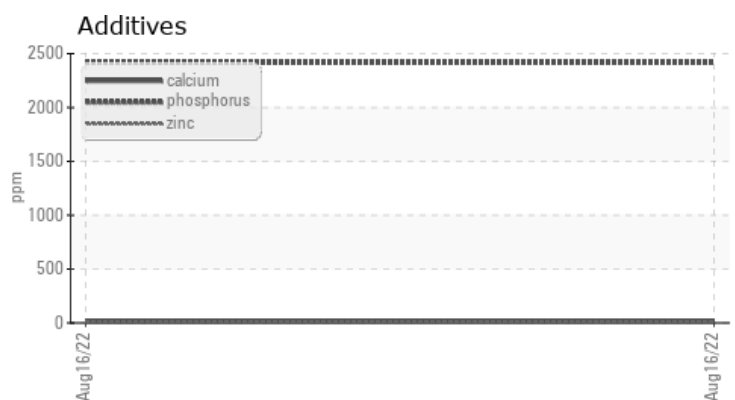 Additives
2500
2000
1500
1000
500
0
ppm
calcium
phosphorus
zinc
Aug16/22
Aug16/22